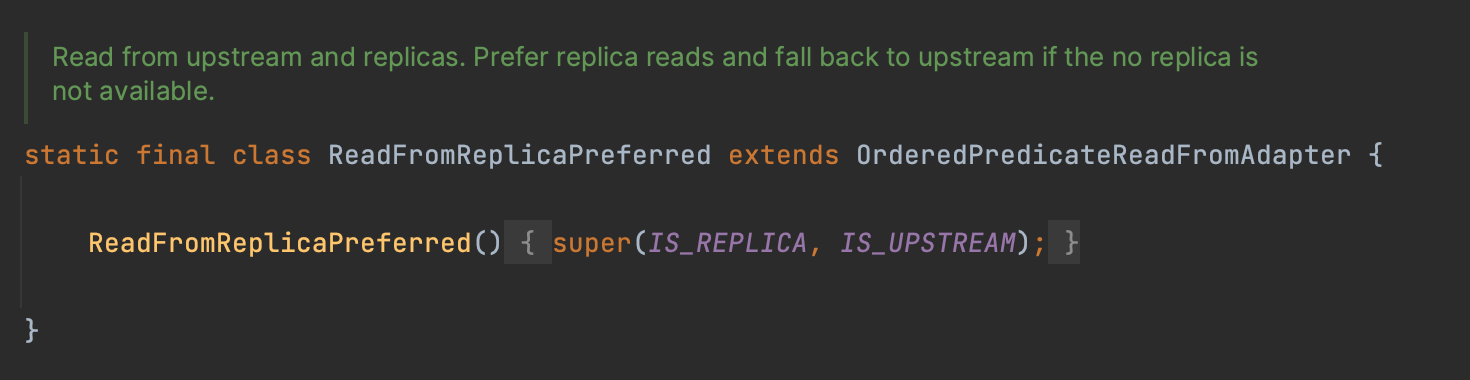 Read from upstream and replicas. Prefer replica reads and fall back to upstream if the no replica is
not available.
static final class ReadFromReplicaPreferred extends OrderedPredicateReadFromAdapter {
ReadFromReplicaPreferred() { super(IS_REPLICA, IS_UPSTREAM); }
}